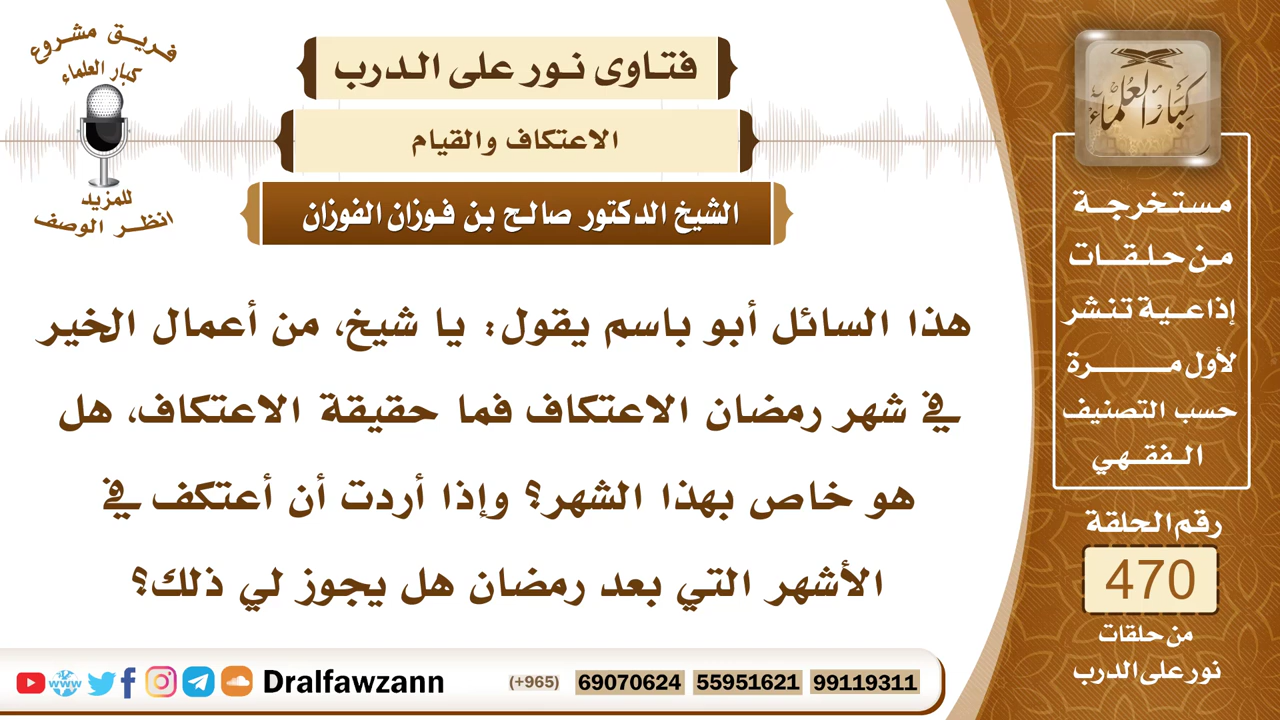 فريق مشروع
كبار العلماء
للمزيد
انظر الوصف
فتاوى نور على الدرب
الاعتكاف والقيام
الشيخ الدكتور صالح بن فوزان الفوزان
هذا السائل أبو باسم يقول: يا شيخ، من أعمال الخير
في شهر رمضان الاعتكاف فما حقيقة الاعتكاف، هل
هو خاص بهذا الشهر؟ وإذا أردت أن أعتكف في
الأشهر التي بعد رمضان هل يجوز لي ذلك؟
كبار العلماء
مستخرجة
من حلقات
إذاعية تنشر
لأول مرة
حسب التصنيف
الفقهي
رقم الحلقة
470
من حلقات
نور على الدرب
www
Dralfawzann
(+965) 69070624 55951621 99119311